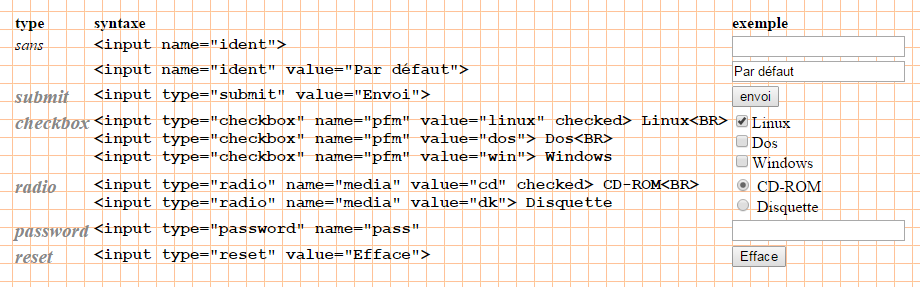 type syntaxe exemple
sans <input name="ident">
<input name="ident" value="Par défaut"> Par défaut
submit <input type="submit" value="Envoi"> envoi
checkbox <input type="checkbox" name="pfm" value="linux" checked> Linux<BR> Linux
<input type="checkbox" name="pfm" value="dos"> Dos<BR> Dos
<input type="checkbox" name="pfm" value="win"> Windows Windows
radio <input type="radio" name="media" value="cd" checked> CD-ROM<BR> CD-ROM
<input type="radio" name="media" value="dk"> Disquette Disquette
password <input type="password" name="pass"
reset <input type="reset" value="Efface"> Efface